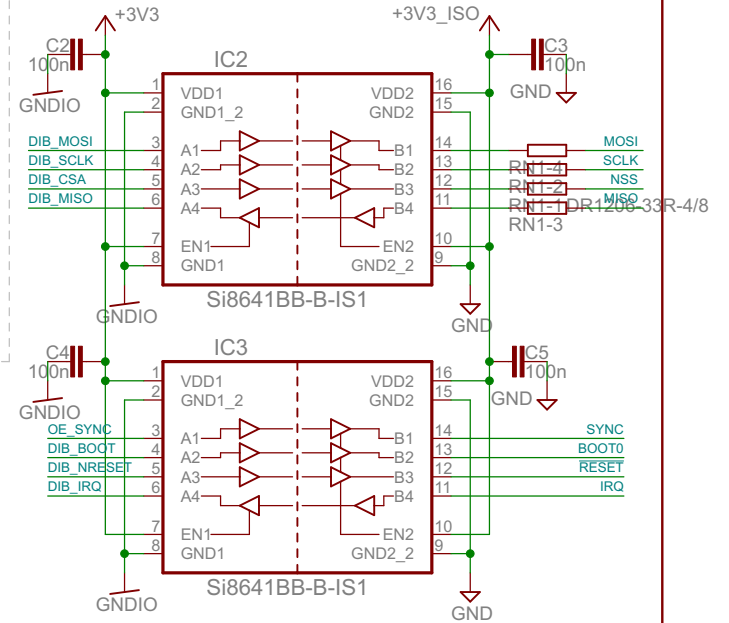 +3V3
+3V3_ISO
C2
100n
GNDIO
IC2
C3
100n
GND
1 VDD1 VDD2 16
2 GND1_2 GND2 15
DIB_MOSI 3 A1 B1 14 MOSI
DIB_SCLK 4 A2 B2 13 RN1-4 SCLK
DIB_CSA 5 A3 B3 12 RN1-2 NSS
DIB_MISO 6 A4 B4 11 RN1-1 DR1206-33R-4/8 MISO
RN1-3
7 EN1 EN2 10
8 GND1 GND2_2 9
Si8641BB-B-IS1
GNDIO
GND
C4
100n
GNDIO
IC3
C5
100n
GND
1 VDD1 VDD2 16
2 GND1_2 GND2 15
OE_SYNC 3 A1 B1 14 SYNC
DIB_BOOT 4 A2 B2 13 BOOT0
DIB_NRESET 5 A3 B3 12 RESET
DIB_IRQ 6 A4 B4 11 IRQ
7 EN1 EN2 10
8 GND1 GND2_2 9
Si8641BB-B-IS1
GNDIO
GND